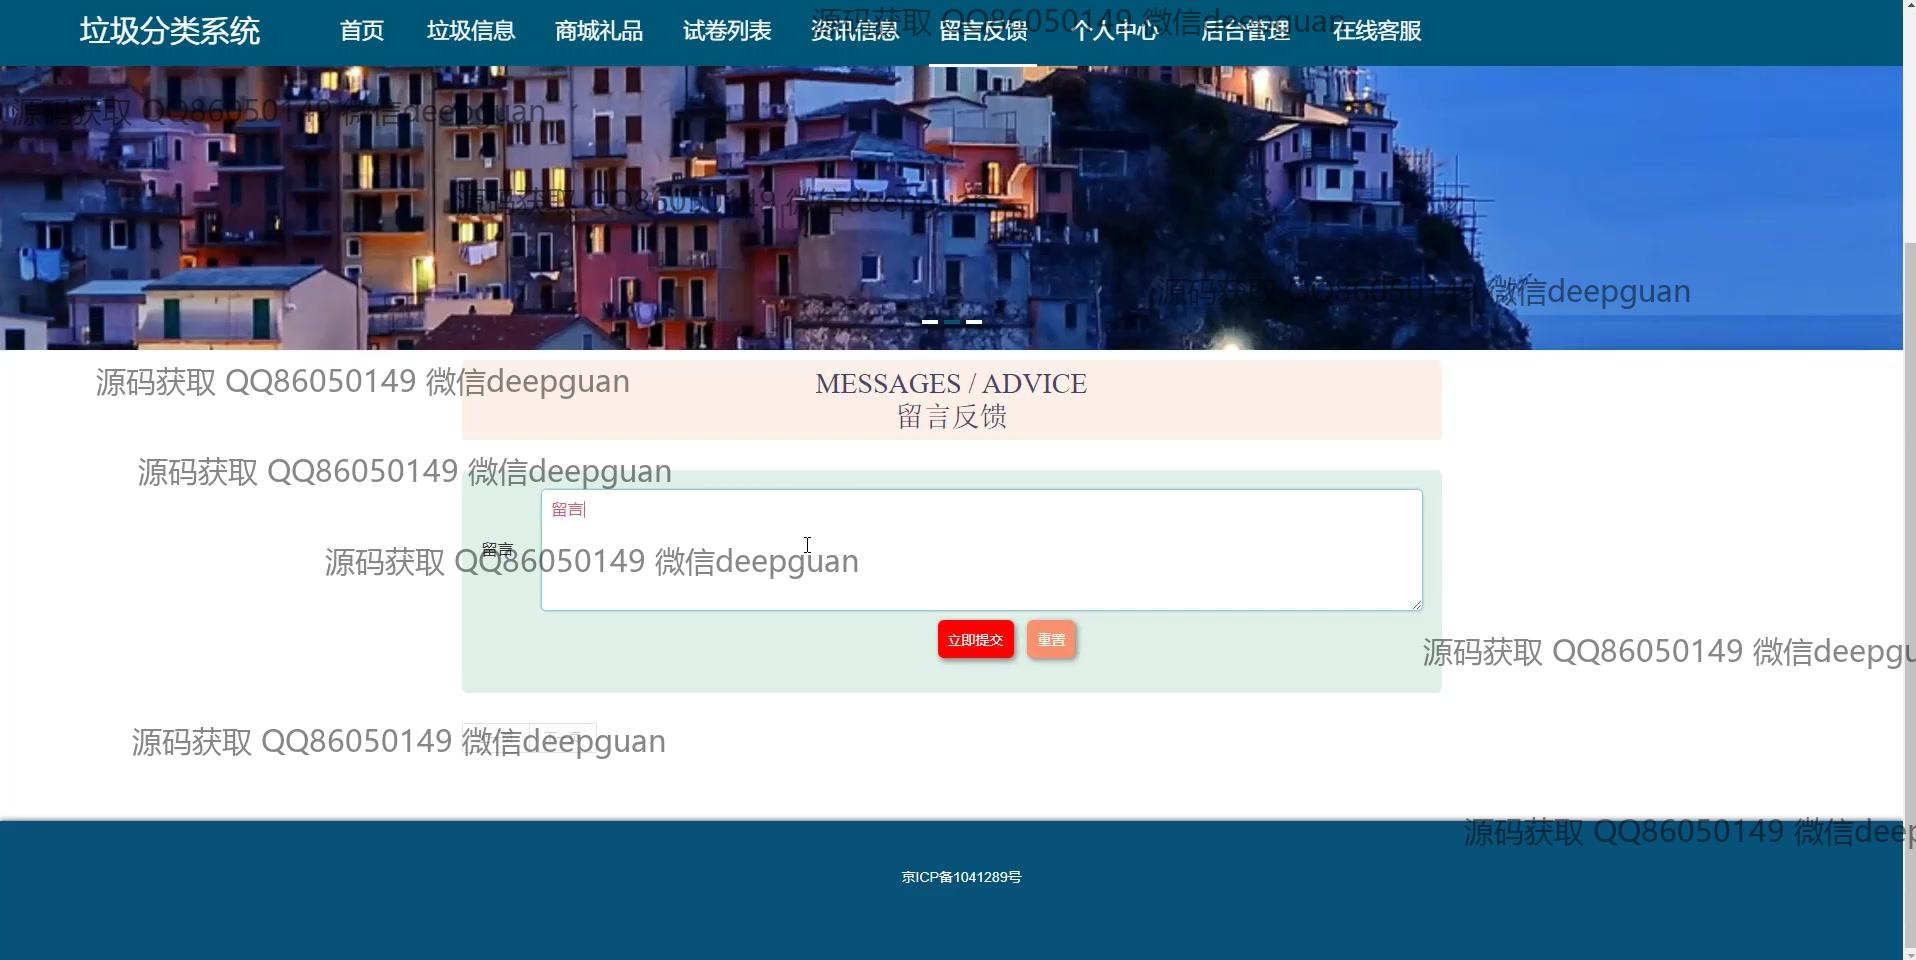 垃圾分类系统 首页 垃圾信息 商城礼品 试卷列表 资讯信息 留言反馈 个人中心 后台管理 在线客服
源码获取 QQ86050149 微信deepguan
源码获取 QQ86050149 微信deepguan
源码获取 QQ86050149 微信deepguan
源码获取 QQ86050149 微信deepguan
源码获取 QQ86050149 微信deepguan
MESSAGES / ADVICE
留言反馈
源码获取 QQ86050149 微信deepguan
留言
留言
源码获取 QQ86050149 微信deepguan
立即提交 重置
源码获取 QQ86050149 微信deepgu
源码获取 QQ86050149 微信deepguan
源码获取 QQ86050149 微信deep
京ICP备1041289号